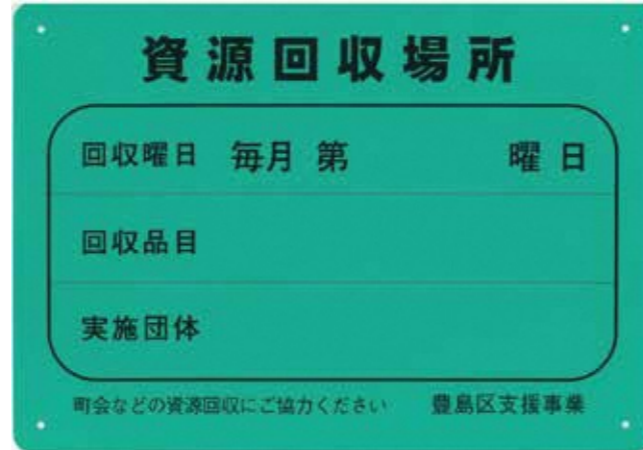 資源回収場所
回収曜日 毎月 第 曜 日
回収品目
実施団体
町会などの資源回収にご協力ください 豊島区支援事業